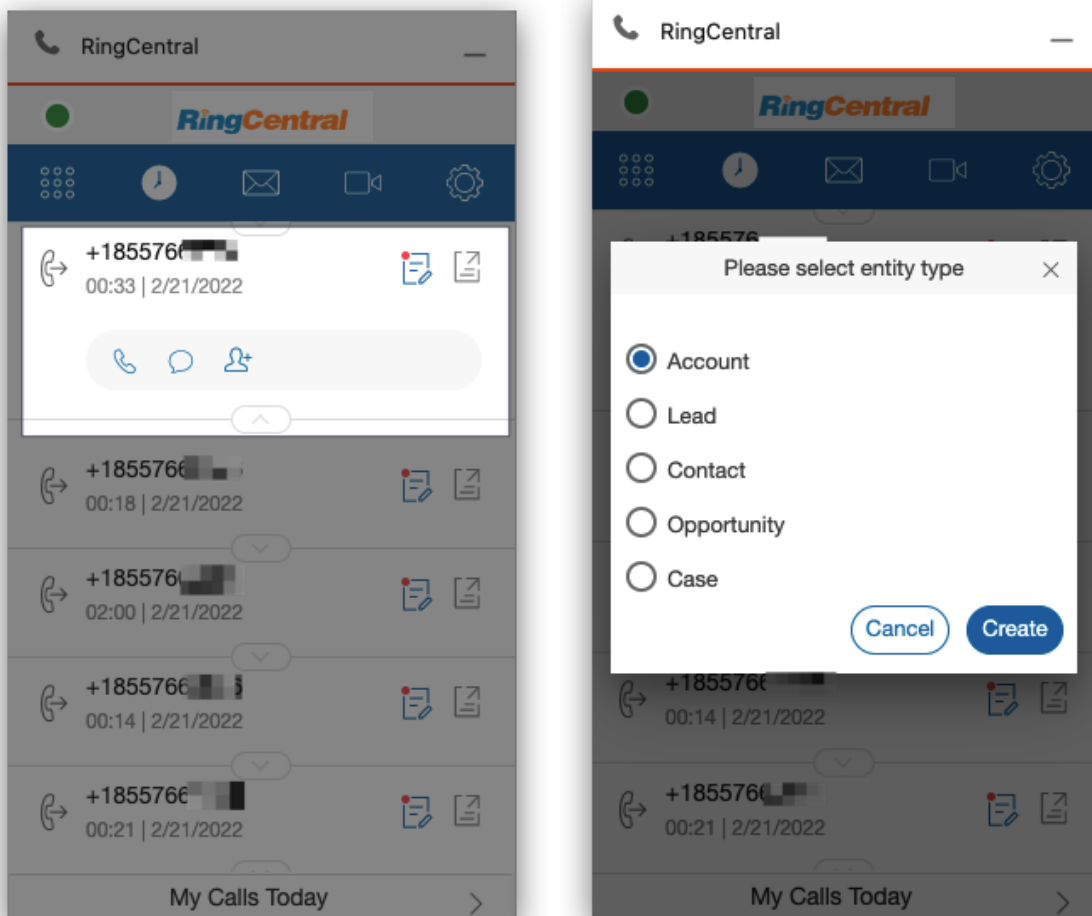 RingCentral
RingCentral
+1855766
00:33 | 2/21/2022
+1855766
00:18 | 2/21/2022
+185576
02:00 | 2/21/2022
+1855766
00:14 | 2/21/2022
+1855766
00:21 | 2/21/2022
My Calls Today
RingCentral
RingCentral
+185576
Please select entity type
Account
Lead
Contact
Opportunity
Case
Cancel
Create
+185576
00:14 | 2/21/2022
+185576
00:21 | 2/21/2022
My Calls Today